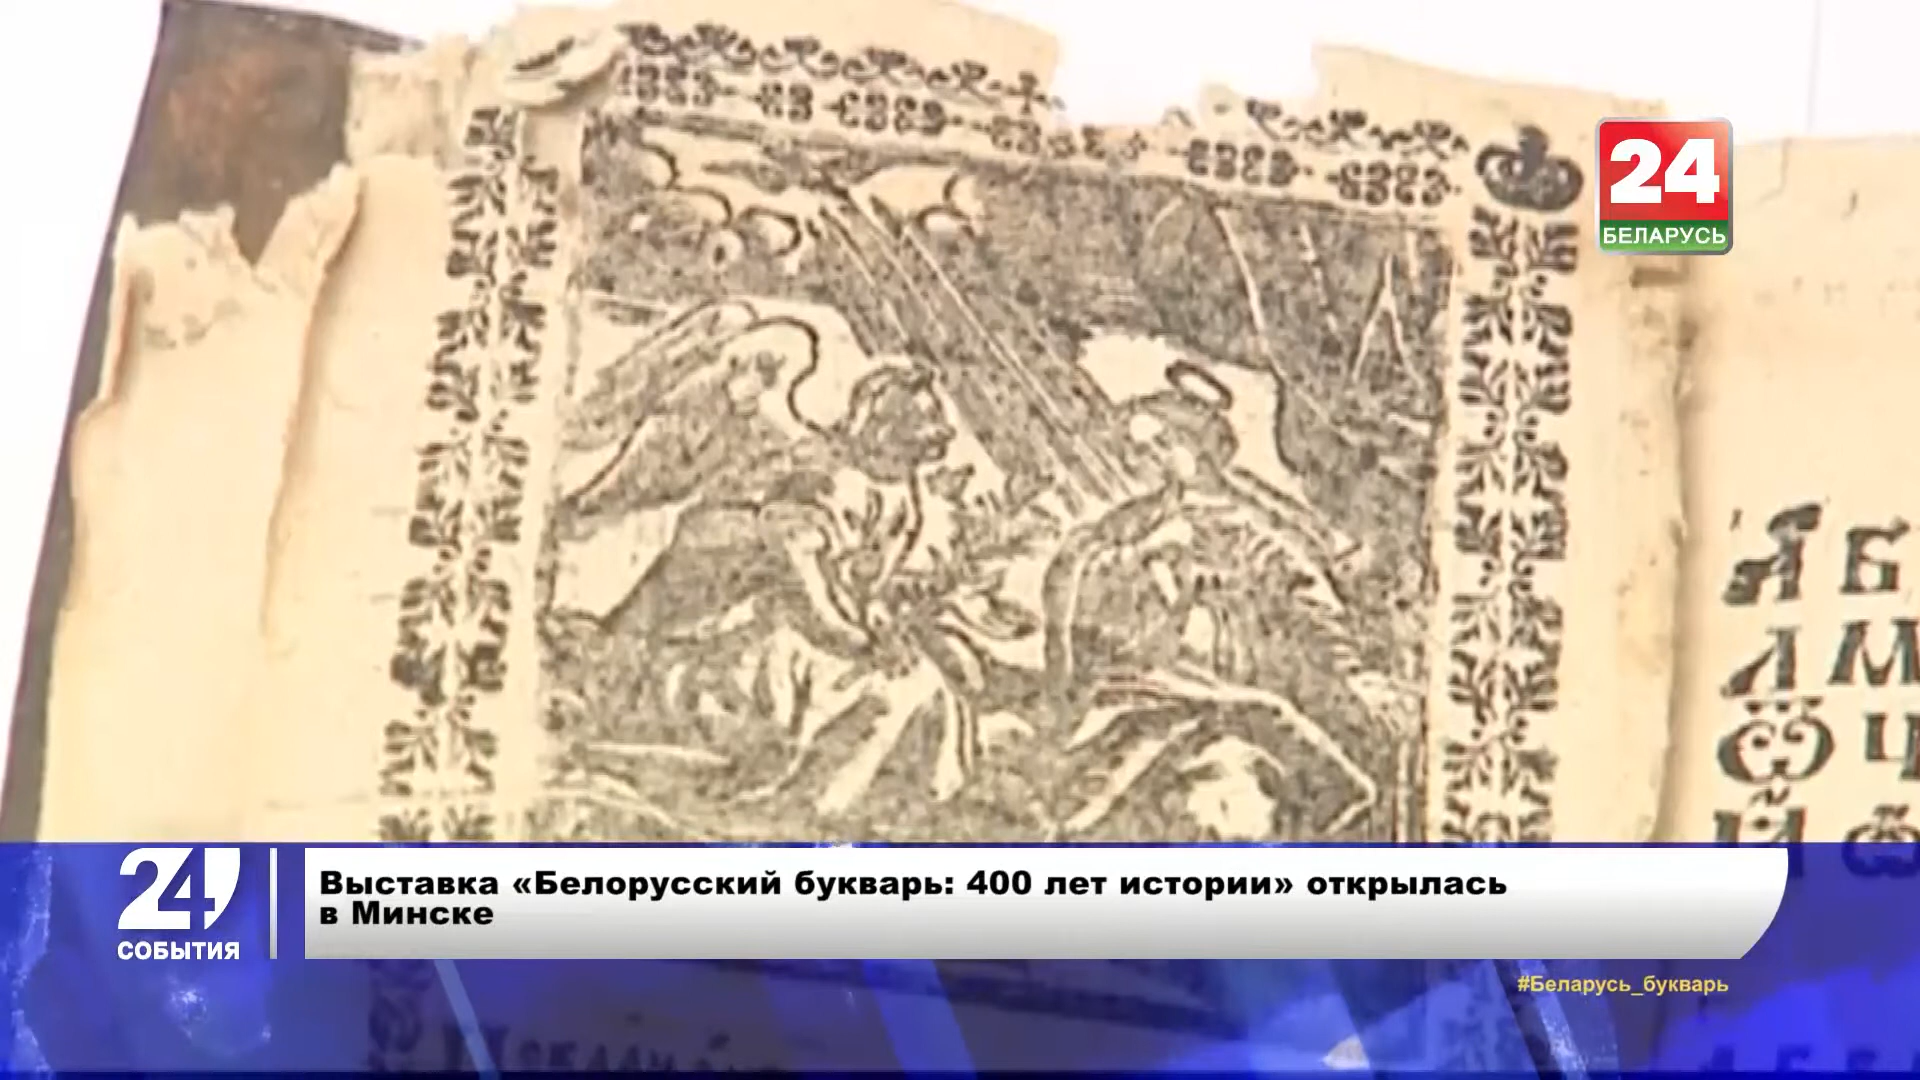 24
БЕЛАРУСЬ
А Б
Л М
Ѿ Ц
24
СОБЫТИЯ
Выставка «Белорусский букварь: 400 лет истории» открылась
в Минске
#Беларусь_букварь